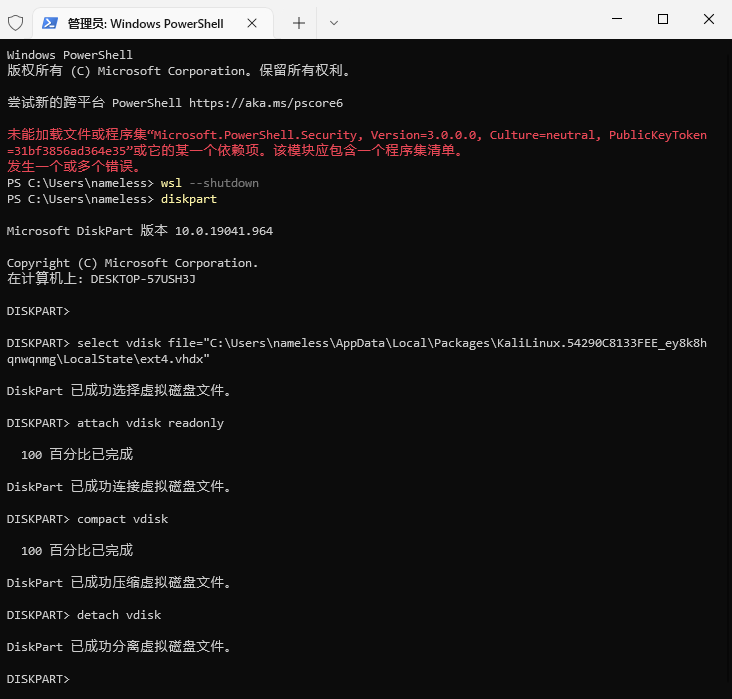 管理员: Windows PowerShell
Windows PowerShell
版权所有 (C) Microsoft Corporation。保留所有权利。
尝试新的跨平台 PowerShell https://aka.ms/pscore6
未能加载文件或程序集“Microsoft.PowerShell.Security, Version=3.0.0.0, Culture=neutral, PublicKeyToken
=31bf3856ad364e35”或它的某一个依赖项。该模块应包含一个程序集清单。
发生一个或多个错误。
PS C:\Users\nameless> wsl --shutdown
PS C:\Users\nameless> diskpart
Microsoft DiskPart 版本 10.0.19041.964
Copyright (C) Microsoft Corporation.
在计算机上: DESKTOP-57USH3J
DISKPART>
DISKPART> select vdisk file="C:\Users\nameless\AppData\Local\Packages\KaliLinux.54290C8133FEE_ey8k8h
qnwqnmg\LocalState\ext4.vhdx"
DiskPart 已成功选择虚拟磁盘文件。
DISKPART> attach vdisk readonly
100 百分比已完成
DiskPart 已成功连接虚拟磁盘文件。
DISKPART> compact vdisk
100 百分比已完成
DiskPart 已成功压缩虚拟磁盘文件。
DISKPART> detach vdisk
DiskPart 已成功分离虚拟磁盘文件。
DISKPART>